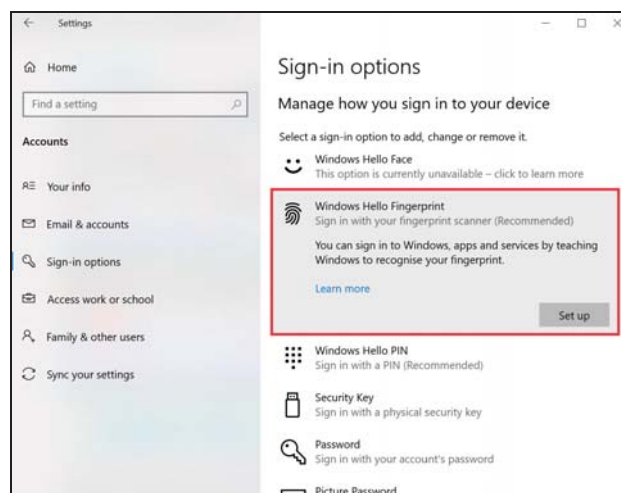 Settings
Home
Find a setting
Accounts
Your info
Email & accounts
Sign-in options
Access work or school
Family & other users
Sync your settings
Sign-in options
Manage how you sign in to your device
Select a sign-in option to add, change or remove it.
Windows Hello Face
This option is currently unavailable – click to learn more
Windows Hello Fingerprint
Sign in with your fingerprint scanner (Recommended)
You can sign in to Windows, apps and services by teaching
Windows to recognise your fingerprint.
Learn more
Set up
Windows Hello PIN
Sign in with a PIN (Recommended)
Security Key
Sign in with a physical security key
Password
Sign in with your account's password
Picture Password